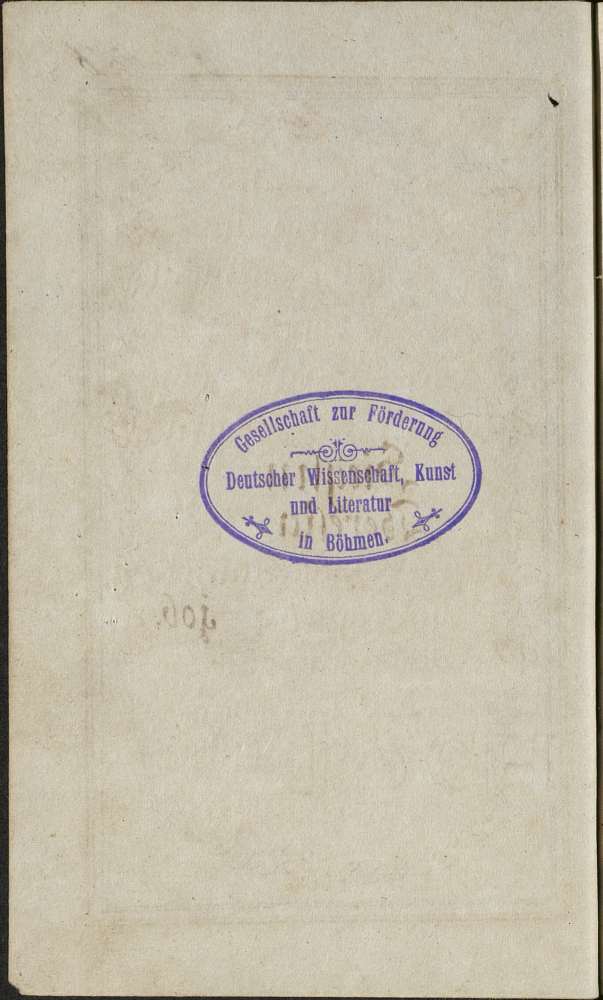 Gesellschaft zur Förderung
Deutscher Wissenschaft, Kunst
und Literatur
in Böhmen.